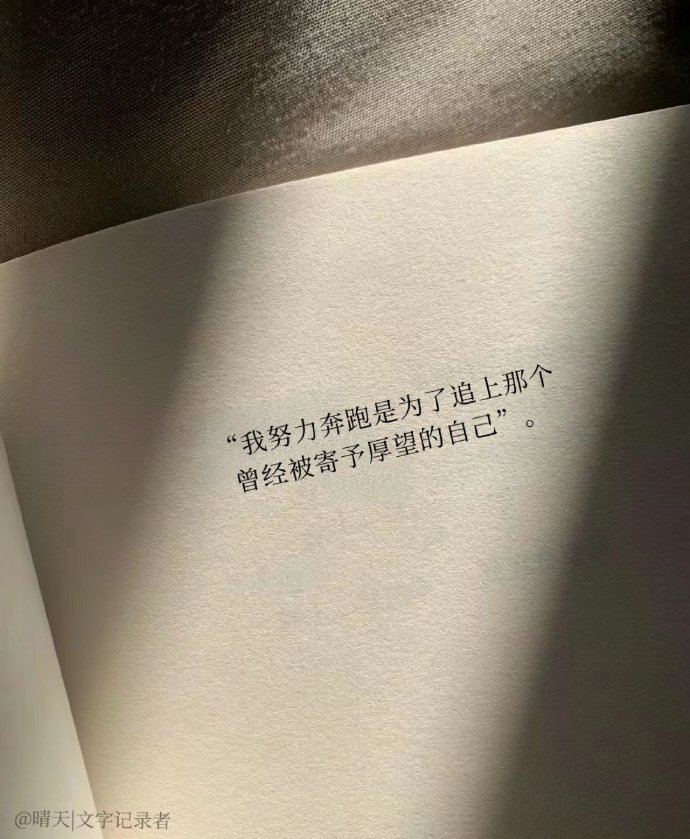 “我努力奔跑是为了追上那个
曾经被寄予厚望的自己”。
@晴天|文字记录者